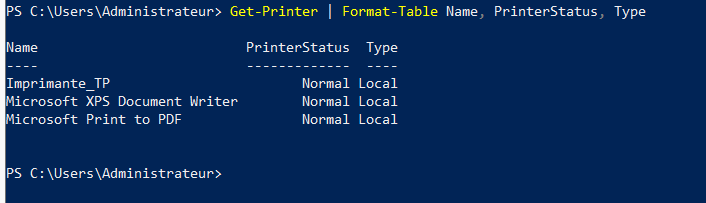 PS C:\Users\Administrateur> Get-Printer | Format-Table Name, PrinterStatus, Type
Name                          PrinterStatus  Type
----                          -------------  ----
Imprimante_TP                        Normal Local
Microsoft XPS Document Writer        Normal Local
Microsoft Print to PDF               Normal Local
PS C:\Users\Administrateur>